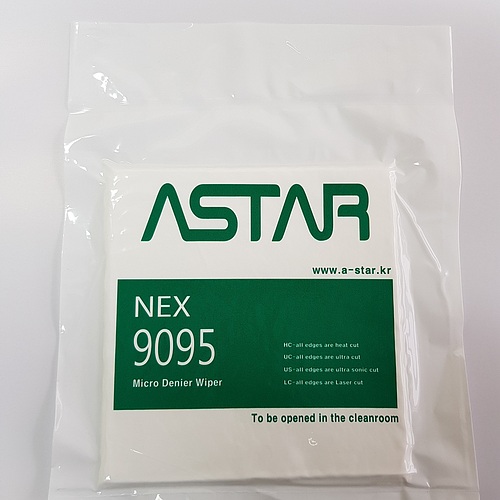 ASTAR
www.a-star.kr
NEX
9095
Micro Denier Wiper
HC-all edges are heat cut
UC-all edges are ultra cut
US-all edges are ultra sonic cut
LC-all edges are Laser cut
To be opened in the cleanroom